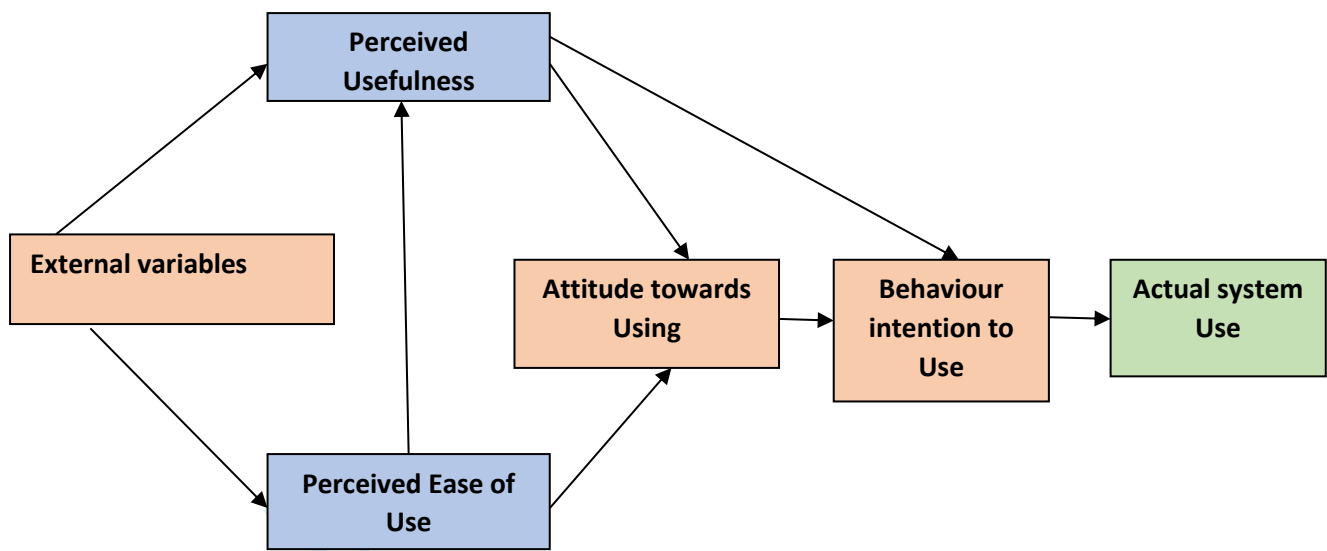 Perceived
Usefulness
External variables
Attitude towards
Using
Behaviour
intention to
Use
Actual system
Use
Perceived Ease of
Use